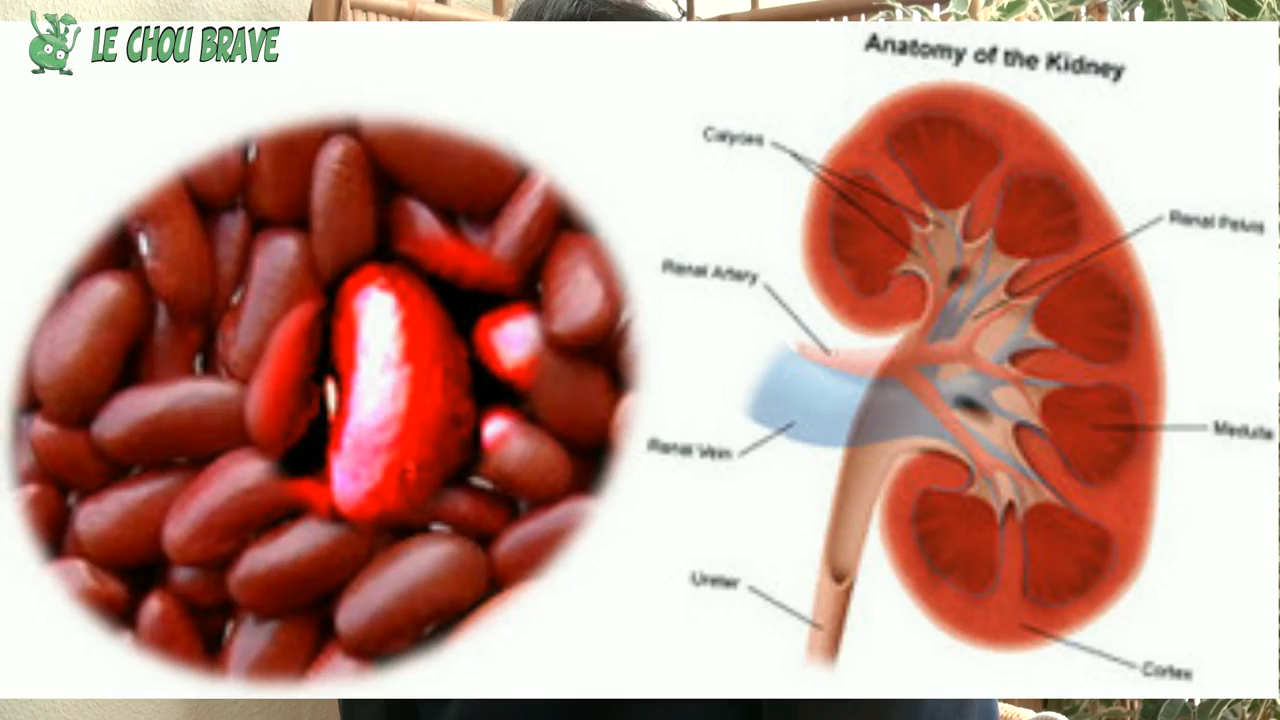 LE CHOU BRAVE
Anatomy of the Kidney
Calyces
Renal Pelvis
Renal Artery
Medulla
Renal Vein
Ureter
Cortex